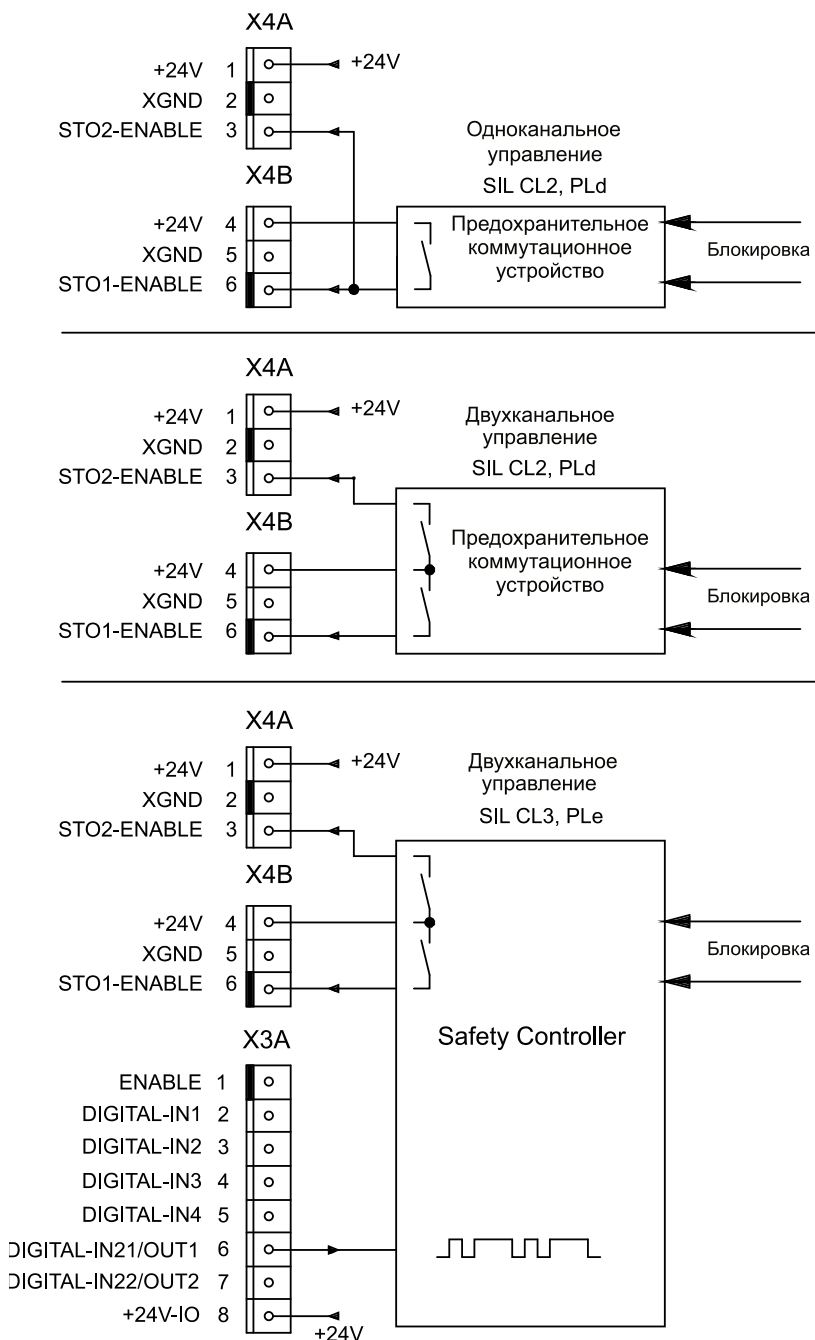 X4A
+24V 1 +24V
XGND 2
STO2-ENABLE 3
Одноканальное
управление
SIL CL2, PLd
X4B
+24V 4
XGND 5
STO1-ENABLE 6
Предохранительное
коммутационное
устройство
Блокировка
X4A
+24V 1 +24V
XGND 2
STO2-ENABLE 3
Двухканальное
управление
SIL CL2, PLd
X4B
+24V 4
XGND 5
STO1-ENABLE 6
Предохранительное
коммутационное
устройство
Блокировка
X4A
+24V 1 +24V
XGND 2
STO2-ENABLE 3
Двухканальное
управление
SIL CL3, PLe
X4B
+24V 4
XGND 5
STO1-ENABLE 6
Блокировка
Safety Controller
X3A
ENABLE 1
DIGITAL-IN1 2
DIGITAL-IN2 3
DIGITAL-IN3 4
DIGITAL-IN4 5
DIGITAL-IN21/OUT1 6
DIGITAL-IN22/OUT2 7
+24V-IO 8
+24V